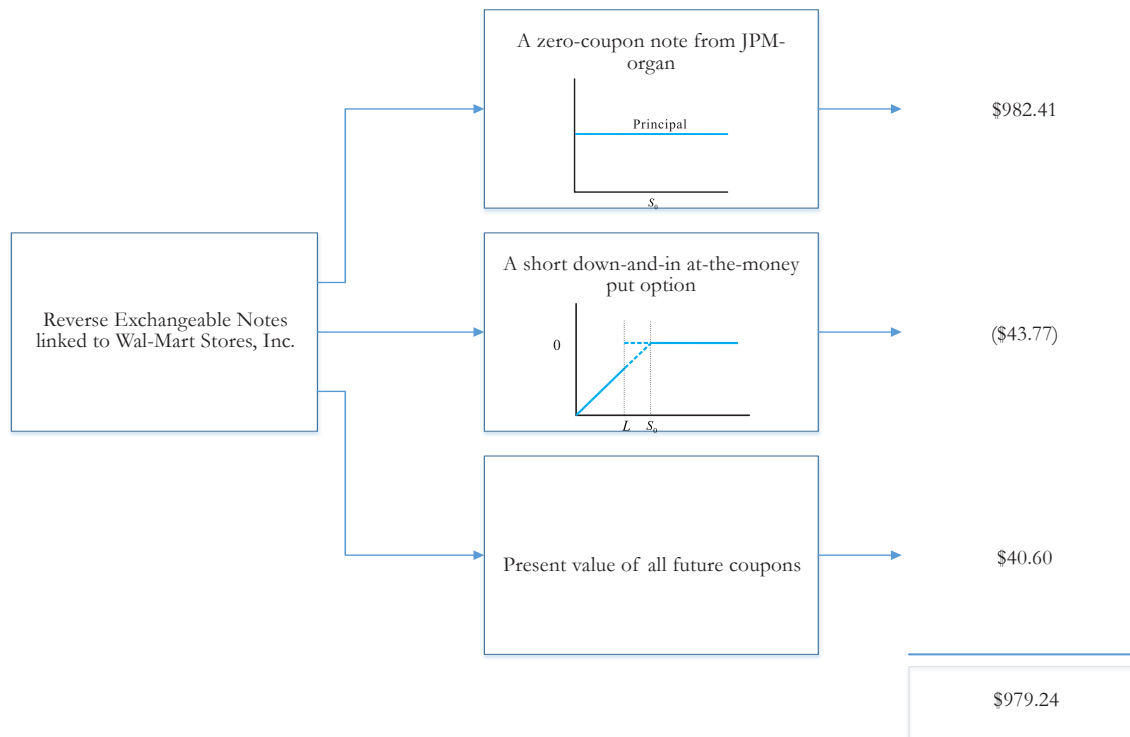 A zero-coupon note from JPM-
organ
Principal
S₀
$982.41
Reverse Exchangeable Notes
linked to Wal-Mart Stores, Inc.
A short down-and-in at-the-money
put option
0
L S₀
($43.77)
Present value of all future coupons
$40.60
$979.24